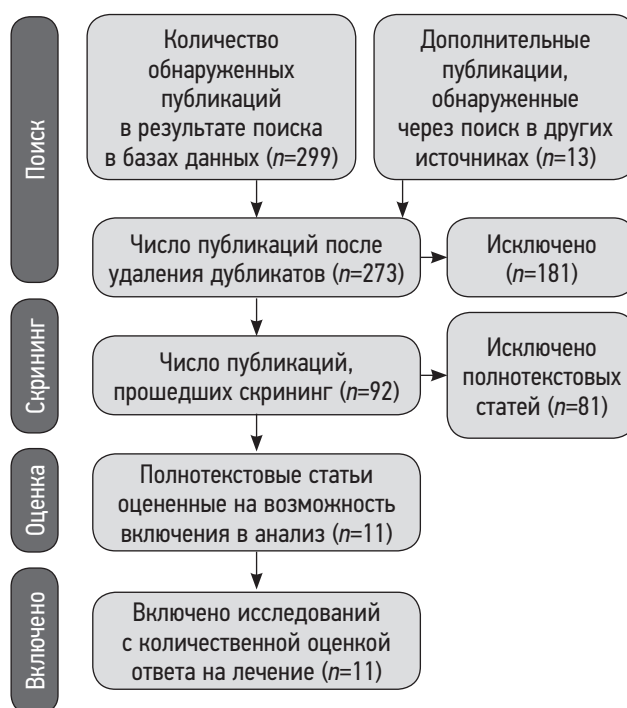 Поиск
Количество
обнаруженных
публикаций
в результате поиска
в базах данных (n=299)
Дополнительные
публикации,
обнаруженные
через поиск в других
источниках (n=13)
Число публикаций после
удаления дубликатов (n=273)
Исключено
(n=181)
Скрининг
Число публикаций,
прошедших скрининг (n=92)
Исключено
полнотекстовых
статей (n=81)
Оценка
Полнотекстовые статьи
оцененные на возможность
включения в анализ (n=11)
Включено
Включено исследований
с количественной оценкой
ответа на лечение (n=11)